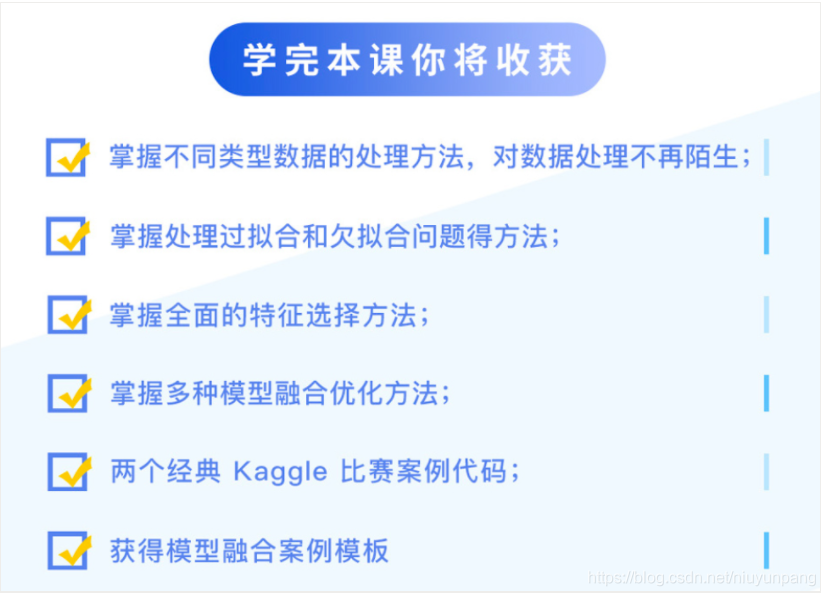 学完本课你将收获
掌握不同类型数据的处理方法，对数据处理不再陌生；
掌握处理过拟合和欠拟合问题得方法；
掌握全面的特征选择方法；
掌握多种模型融合优化方法；
两个经典 Kaggle 比赛案例代码；
获得模型融合案例模板
https://blog.csdn.net/niuyunpang